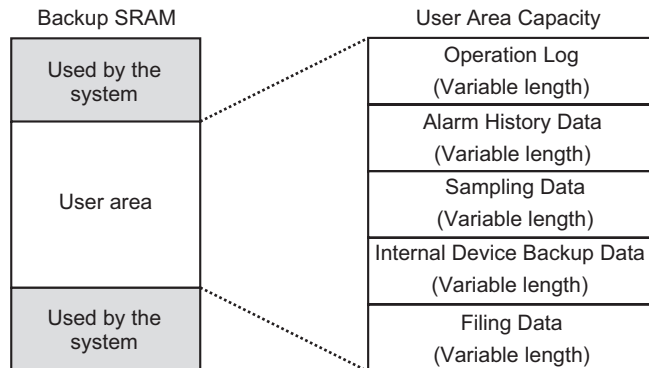 Backup SRAM
Used by the
system
User area
Used by the
system
User Area Capacity
Operation Log
(Variable length)
Alarm History Data
(Variable length)
Sampling Data
(Variable length)
Internal Device Backup Data
(Variable length)
Filing Data
(Variable length)